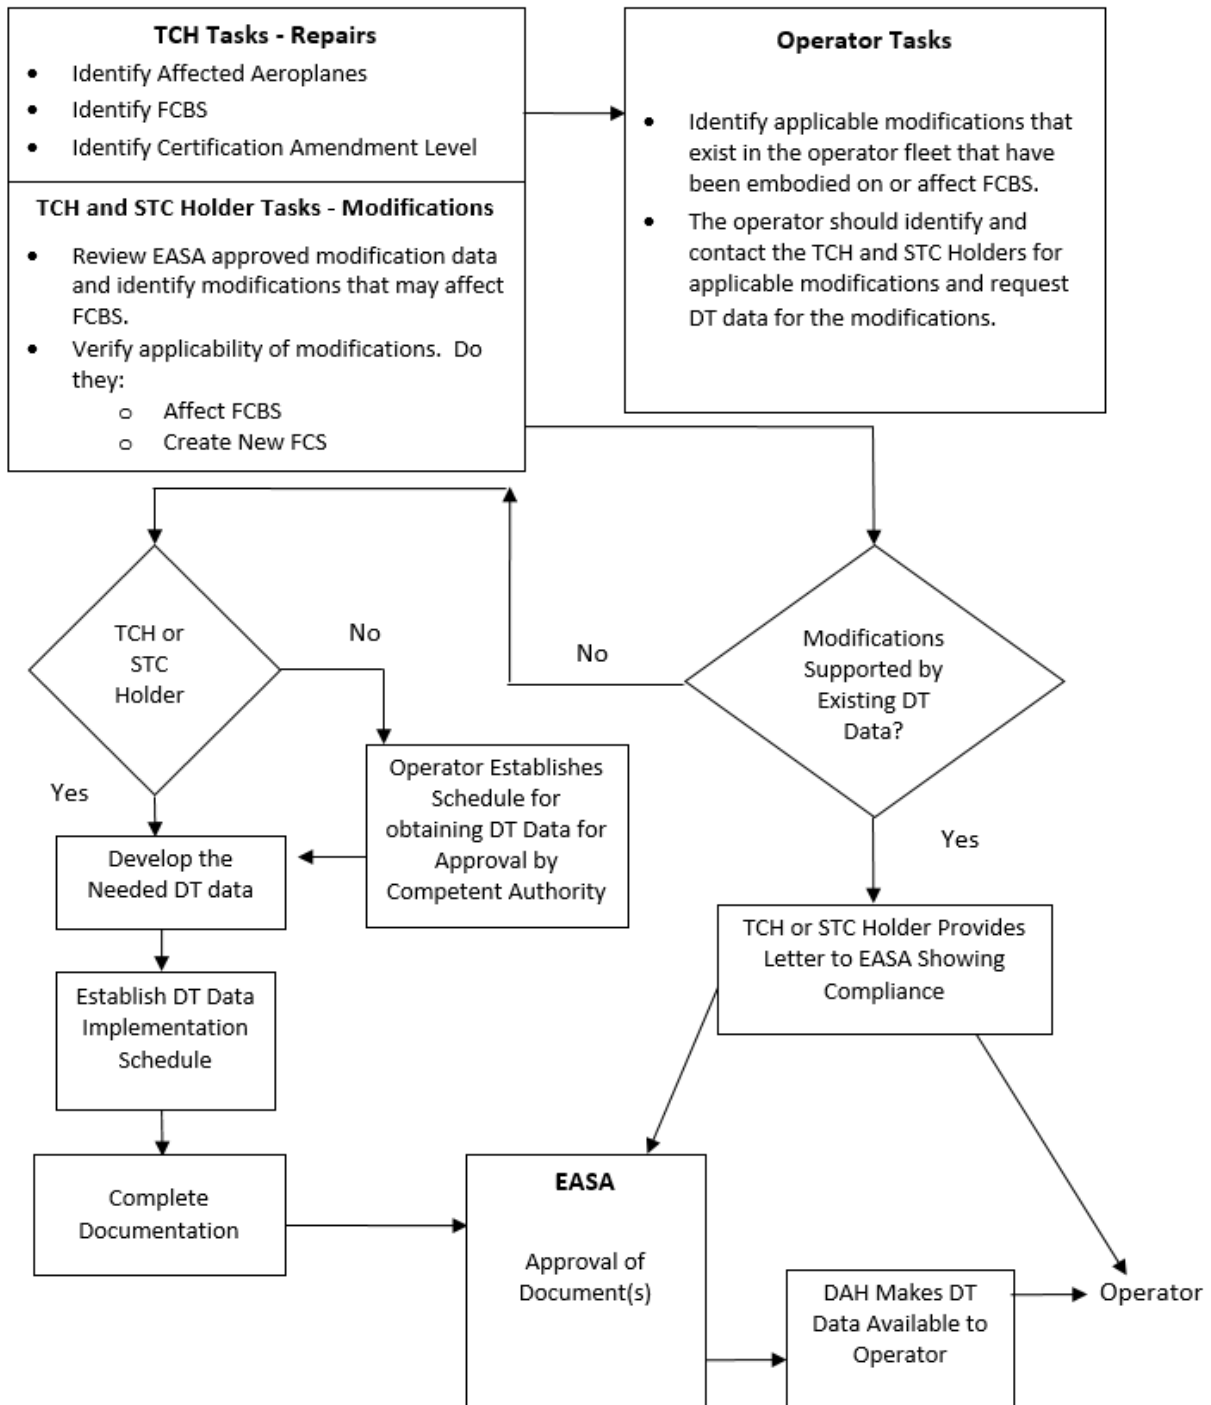 TCH Tasks - Repairs
• Identify Affected Aeroplanes
• Identify FCBS
• Identify Certification Amendment Level
TCH and STC Holder Tasks - Modifications
• Review EASA approved modification data
and identify modifications that may affect
FCBS.
• Verify applicability of modifications. Do
they:
o Affect FCBS
o Create New FCS
Operator Tasks
• Identify applicable modifications that
exist in the operator fleet that have
been embodied on or affect FCBS.
• The operator should identify and
contact the TCH and STC Holders for
applicable modifications and request
DT data for the modifications.
TCH or
STC
Holder
No
Yes
No
Modifications
Supported by
Existing DT
Data?
Yes
Operator Establishes
Schedule for
obtaining DT Data for
Approval by
Competent Authority
Develop the
Needed DT data
Establish DT Data
Implementation
Schedule
Complete
Documentation
TCH or STC Holder Provides
Letter to EASA Showing
Compliance
EASA
Approval of
Document(s)
DAH Makes DT
Data Available to
Operator
Operator